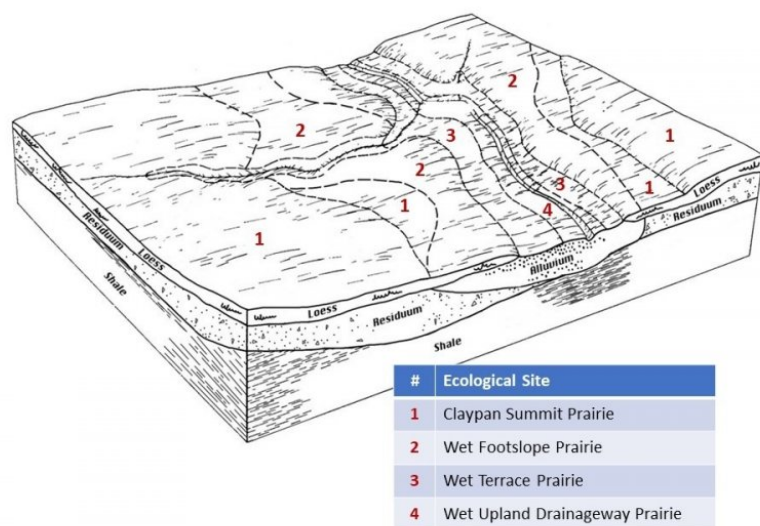 2
1
2
3
2
1
3
1
4
1
Loess
Residuum
Loess
Residuum
Shale
Alluvium
Loess
Residuum
Shale
# Ecological Site
1 Claypan Summit Prairie
2 Wet Footslope Prairie
3 Wet Terrace Prairie
4 Wet Upland Drainageway Prairie